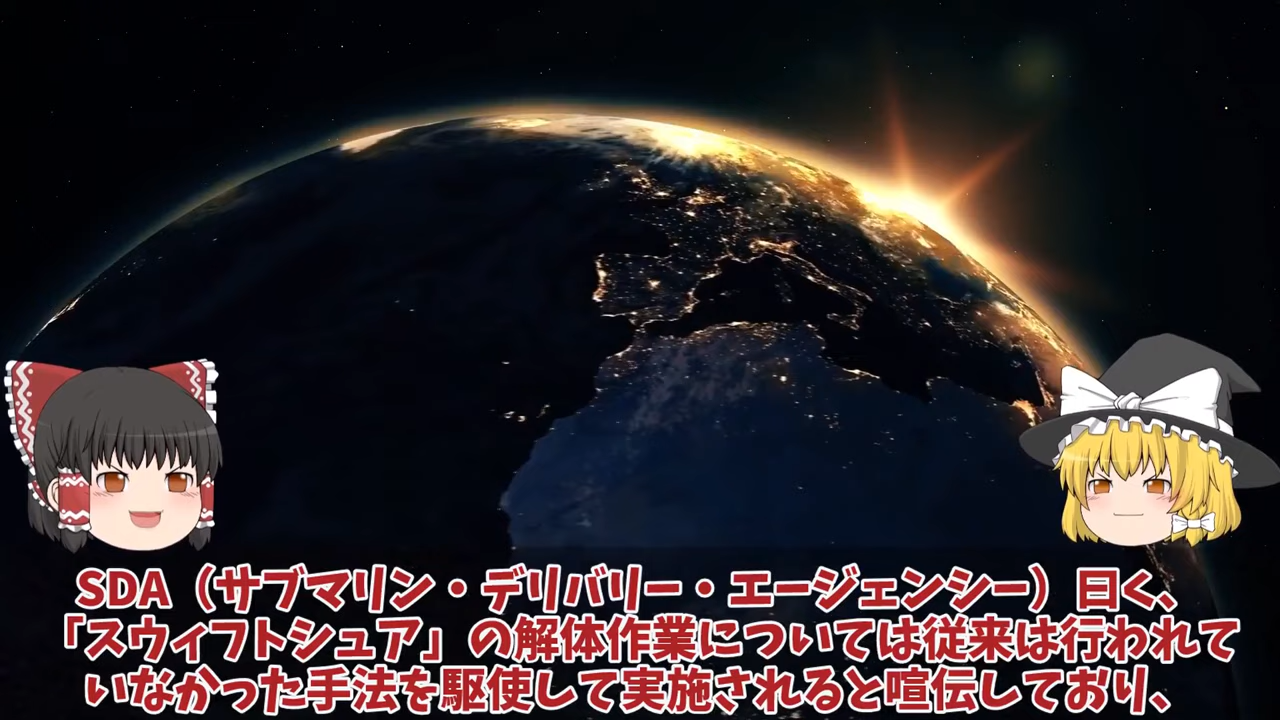 SDA（サブマリン・デリバリー・エージェンシー）曰く、
「スウィフトシュア」の解体作業については従来は行われて
いなかった手法を駆使して実施されると喧伝しており、